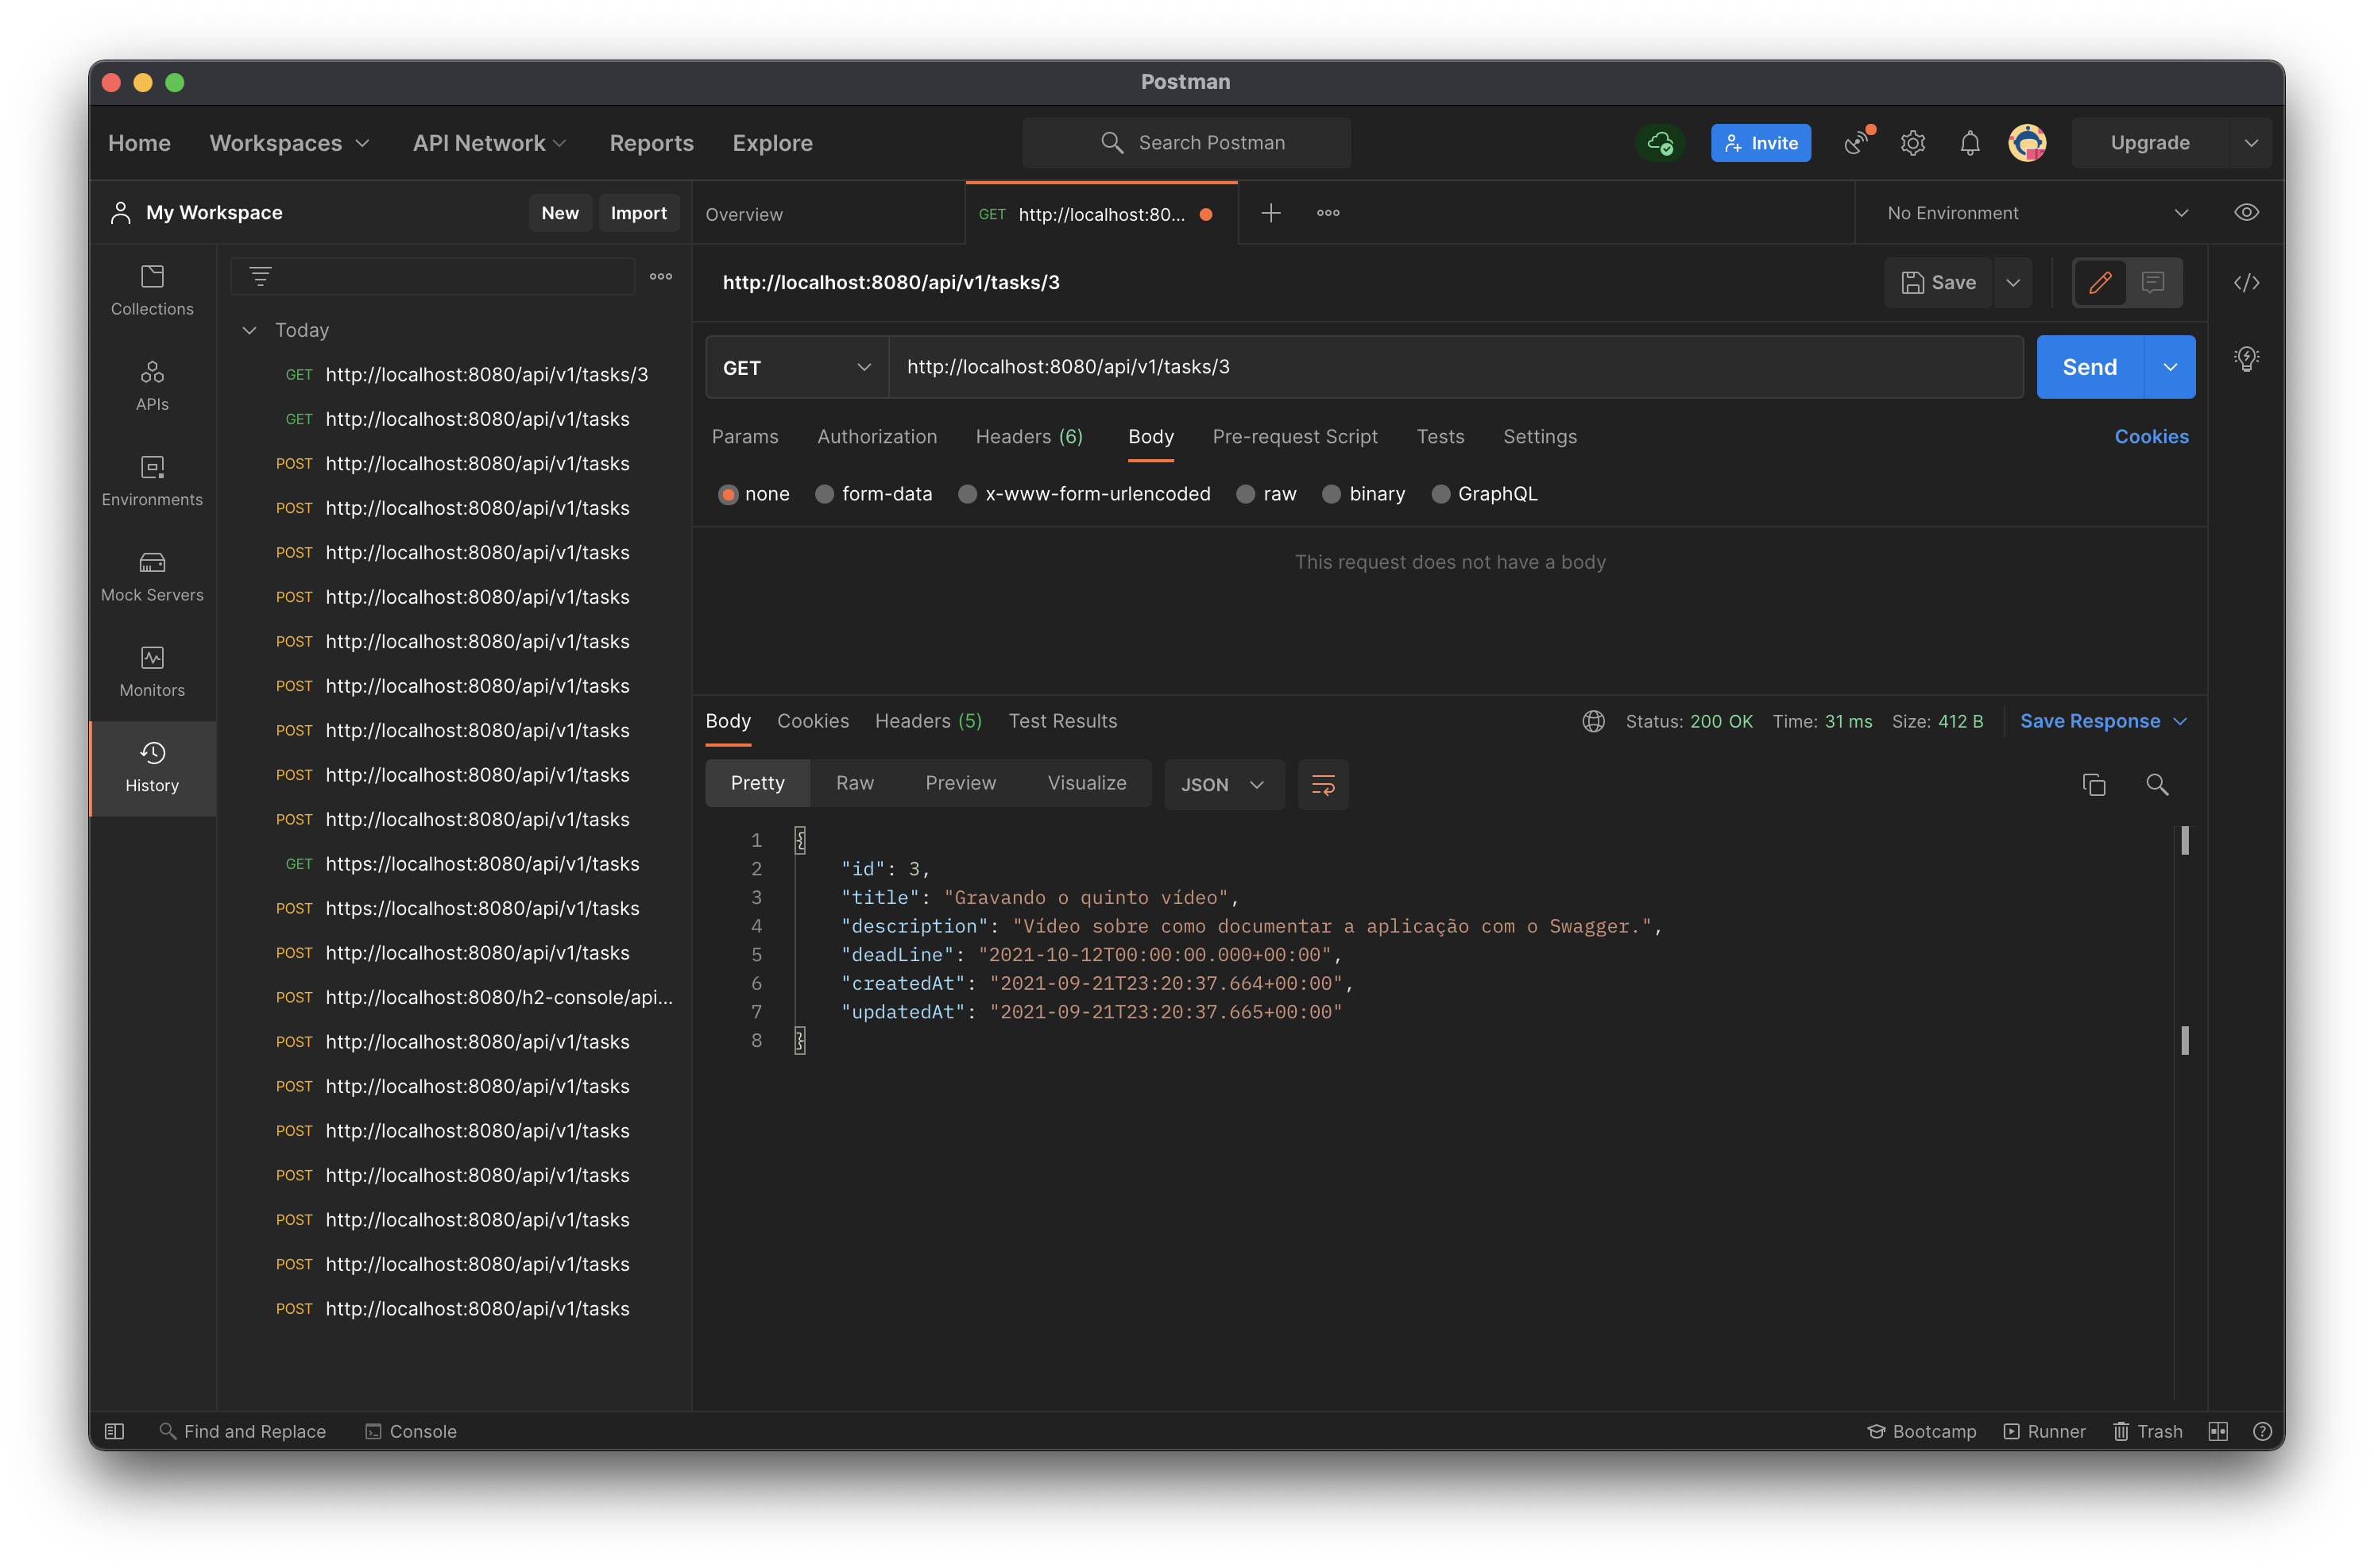 Postman
Home Workspaces API Network Reports Explore Search Postman Invite Upgrade
My Workspace New Import Overview GET http://localhost:80... No Environment
http://localhost:8080/api/v1/tasks/3 Save
GET http://localhost:8080/api/v1/tasks/3 Send
Params Authorization Headers (6) Body Pre-request Script Tests Settings Cookies
none form-data x-www-form-urlencoded raw binary GraphQL
This request does not have a body
Collections
APIs
Environments
Mock Servers
Monitors
History
Today
GET http://localhost:8080/api/v1/tasks/3
GET http://localhost:8080/api/v1/tasks
POST http://localhost:8080/api/v1/tasks
POST http://localhost:8080/api/v1/tasks
POST http://localhost:8080/api/v1/tasks
POST http://localhost:8080/api/v1/tasks
POST http://localhost:8080/api/v1/tasks
POST http://localhost:8080/api/v1/tasks
POST http://localhost:8080/api/v1/tasks
POST http://localhost:8080/api/v1/tasks
POST http://localhost:8080/api/v1/tasks
GET https://localhost:8080/api/v1/tasks
POST https://localhost:8080/api/v1/tasks
POST http://localhost:8080/api/v1/tasks
POST http://localhost:8080/h2-console/api...
POST http://localhost:8080/api/v1/tasks
POST http://localhost:8080/api/v1/tasks
POST http://localhost:8080/api/v1/tasks
POST http://localhost:8080/api/v1/tasks
POST http://localhost:8080/api/v1/tasks
POST http://localhost:8080/api/v1/tasks
POST http://localhost:8080/api/v1/tasks
Body Cookies Headers (5) Test Results Status: 200 OK Time: 31 ms Size: 412 B Save Response
Pretty Raw Preview Visualize JSON
1 {
2 "id": 3,
3 "title": "Gravando o quinto vídeo",
4 "description": "Vídeo sobre como documentar a aplicação com o Swagger.",
5 "deadLine": "2021-10-12T00:00:00.000+00:00",
6 "createdAt": "2021-09-21T23:20:37.664+00:00",
7 "updatedAt": "2021-09-21T23:20:37.665+00:00"
8 }
Find and Replace Console Bootcamp Runner Trash